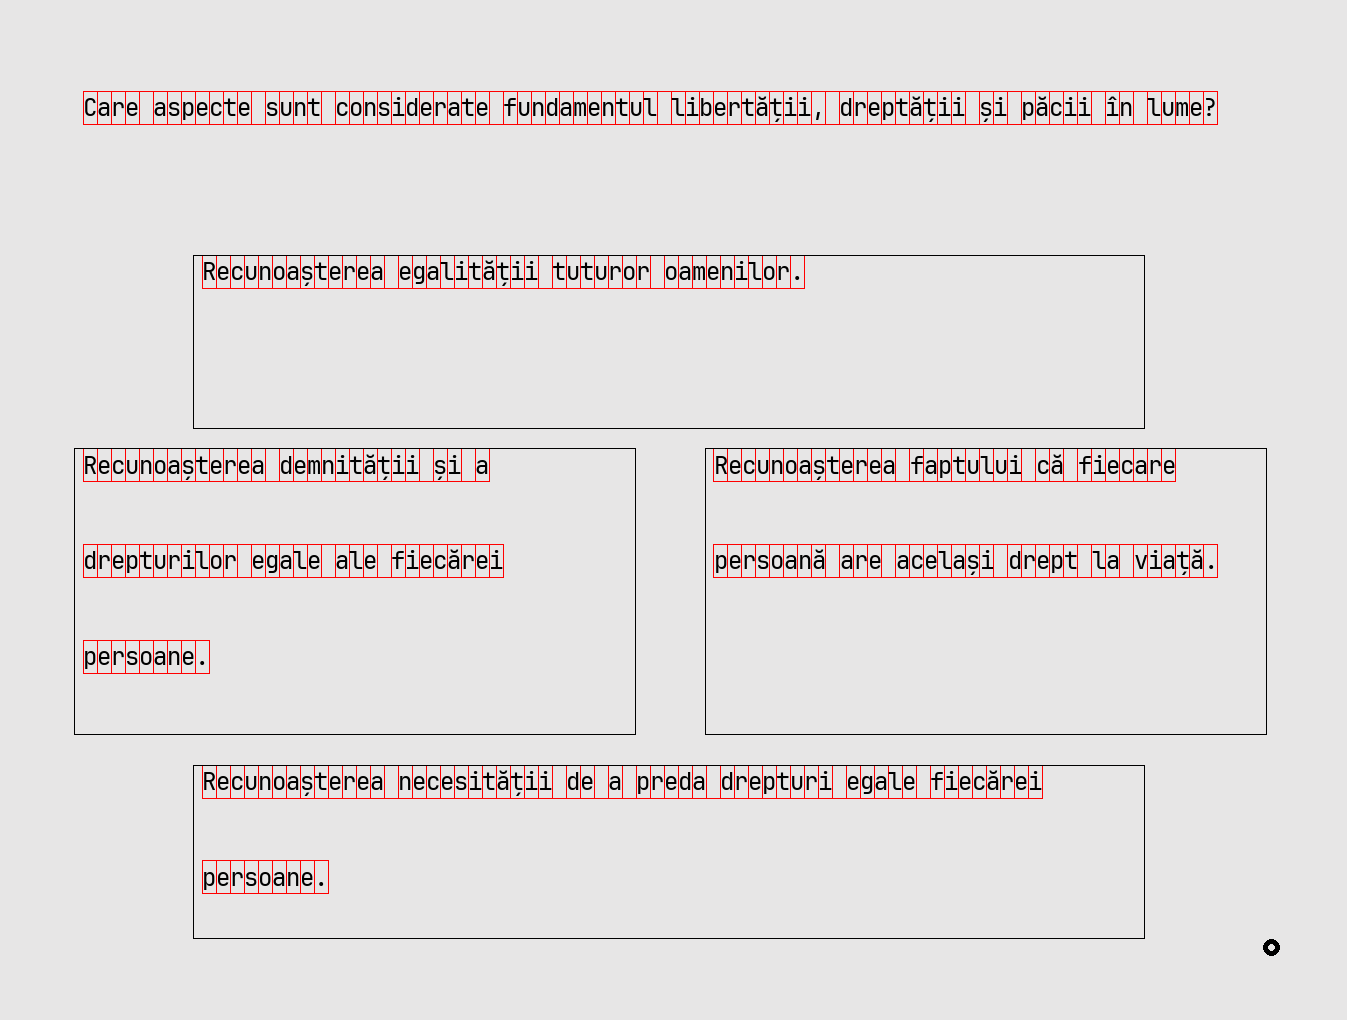 Care aspecte sunt considerate fundamentul libertății, dreptății și păcii în lume?
Recunoașterea egalității tuturor oamenilor.
Recunoașterea demnității și a
drepturilor egale ale fiecărei
persoane.
Recunoașterea faptului că fiecare
persoană are același drept la viață.
Recunoașterea necesității de a preda drepturi egale fiecărei
persoane.